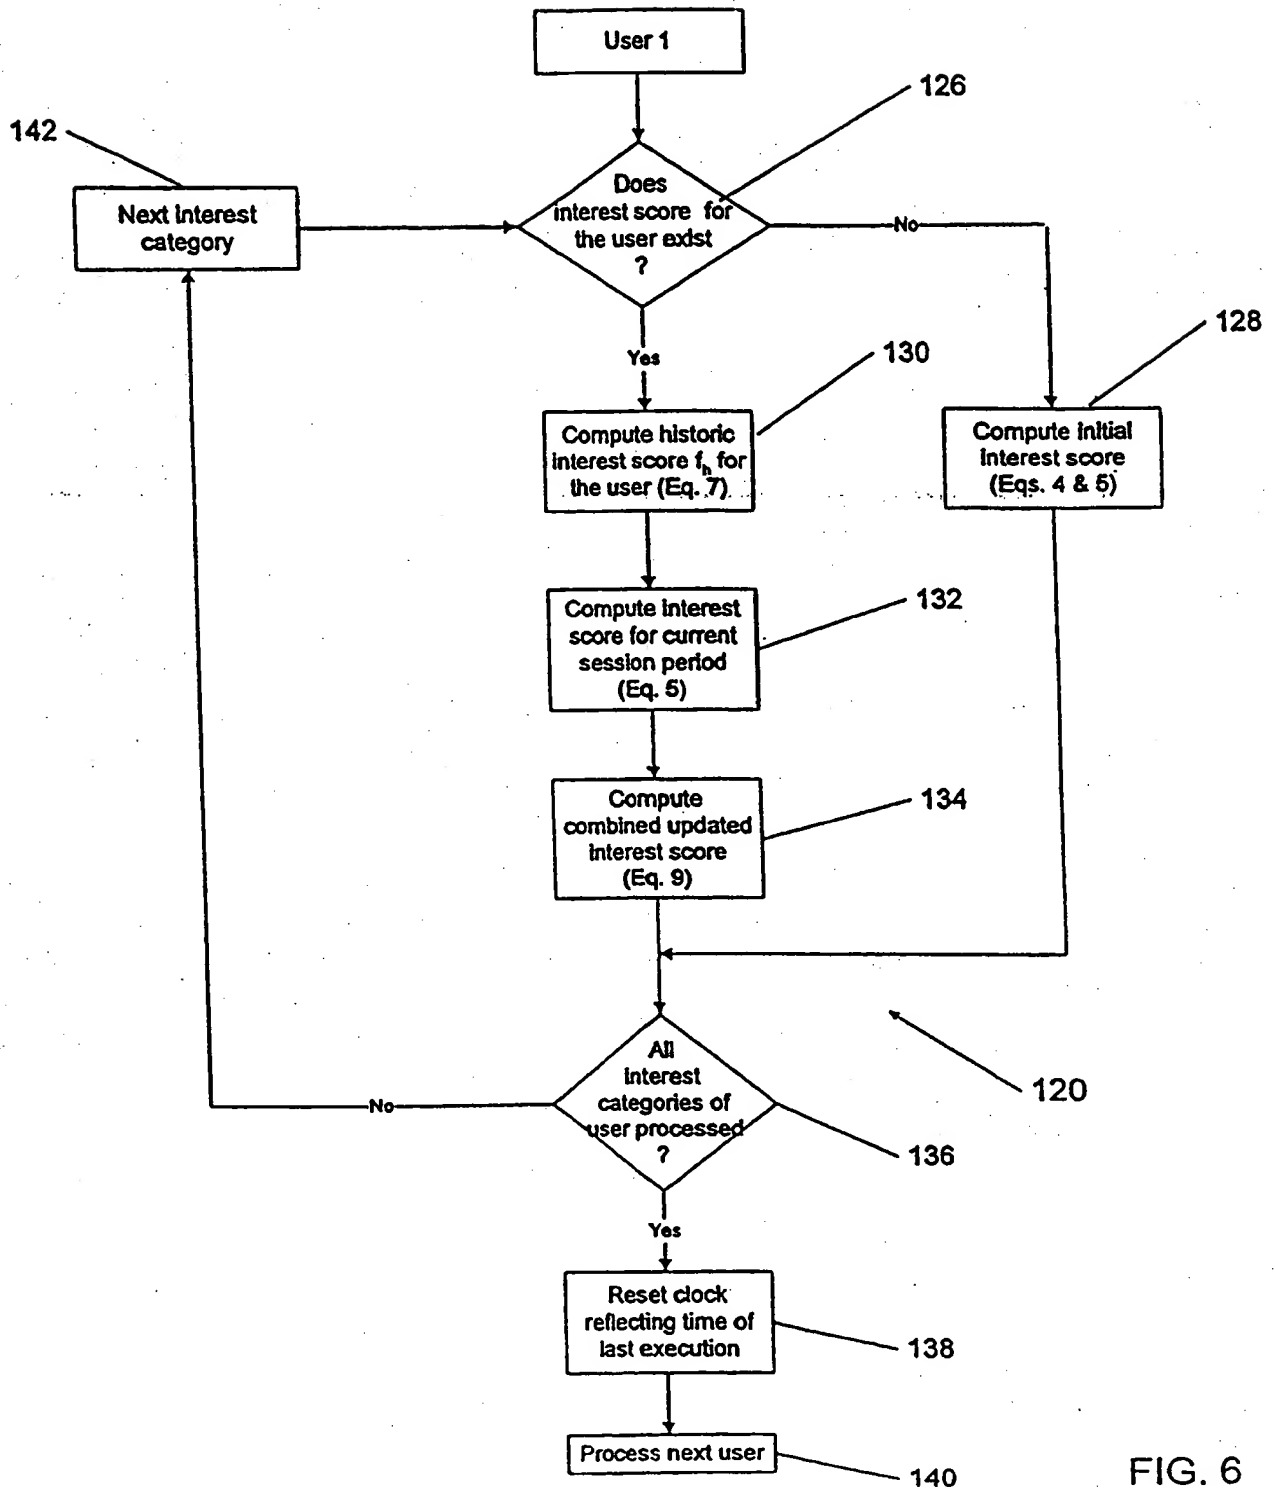 User 1
126
142
Does
interest score for
the user exist
?
Next interest
category
No
128
Yes
130
Compute historic
interest score fh for
the user (Eq. 7)
Compute initial
interest score
(Eqs. 4 & 5)
132
Compute interest
score for current
session period
(Eq. 5)
134
Compute
combined updated
interest score
(Eq. 9)
All
interest
categories of
user processed
?
120
No
136
Yes
Reset clock
reflecting time of
last execution
138
Process next user
140
FIG. 6